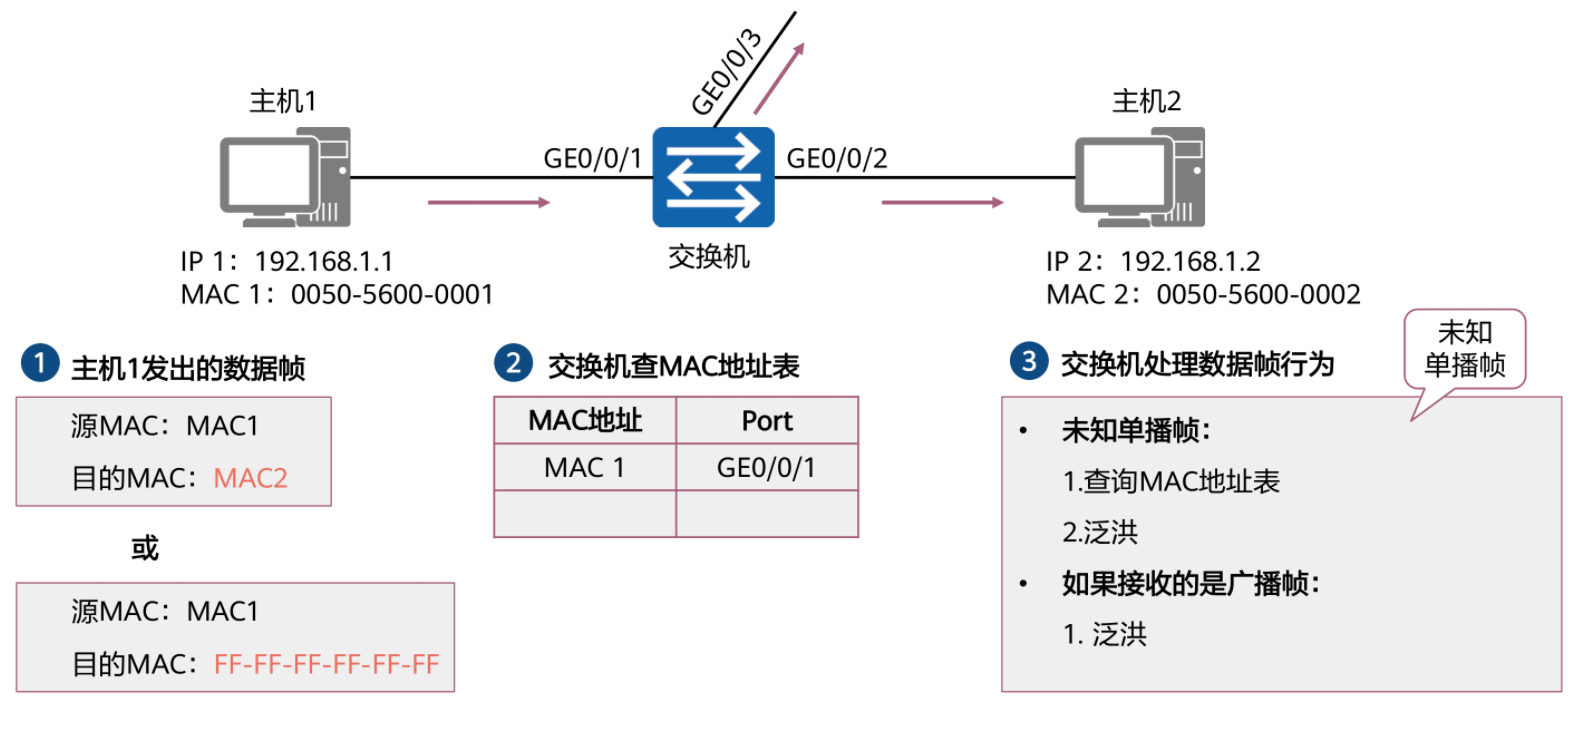 GE0/0/3
主机1
主机2
GE0/0/1
GE0/0/2
交换机
IP 1：192.168.1.1
MAC 1：0050-5600-0001
IP 2：192.168.1.2
MAC 2：0050-5600-0002
1 主机1发出的数据帧
源MAC：MAC1
目的MAC：MAC2
或
源MAC：MAC1
目的MAC：FF-FF-FF-FF-FF-FF
2 交换机查MAC地址表
MAC地址 Port
MAC 1 GE0/0/1
3 交换机处理数据帧行为
未知
单播帧
• 未知单播帧：
1.查询MAC地址表
2.泛洪
• 如果接收的是广播帧：
1. 泛洪